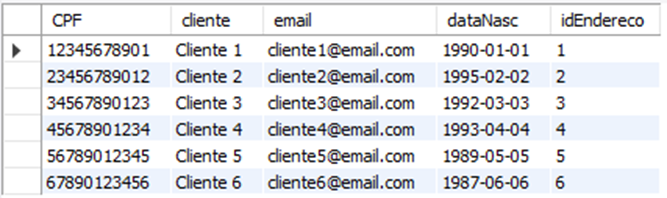 CPF cliente email dataNasc idEndereco
12345678901 Cliente 1 cliente1@email.com 1990-01-01 1
23456789012 Cliente 2 cliente2@email.com 1995-02-02 2
34567890123 Cliente 3 cliente3@email.com 1992-03-03 3
45678901234 Cliente 4 cliente4@email.com 1993-04-04 4
56789012345 Cliente 5 cliente5@email.com 1989-05-05 5
67890123456 Cliente 6 cliente6@email.com 1987-06-06 6